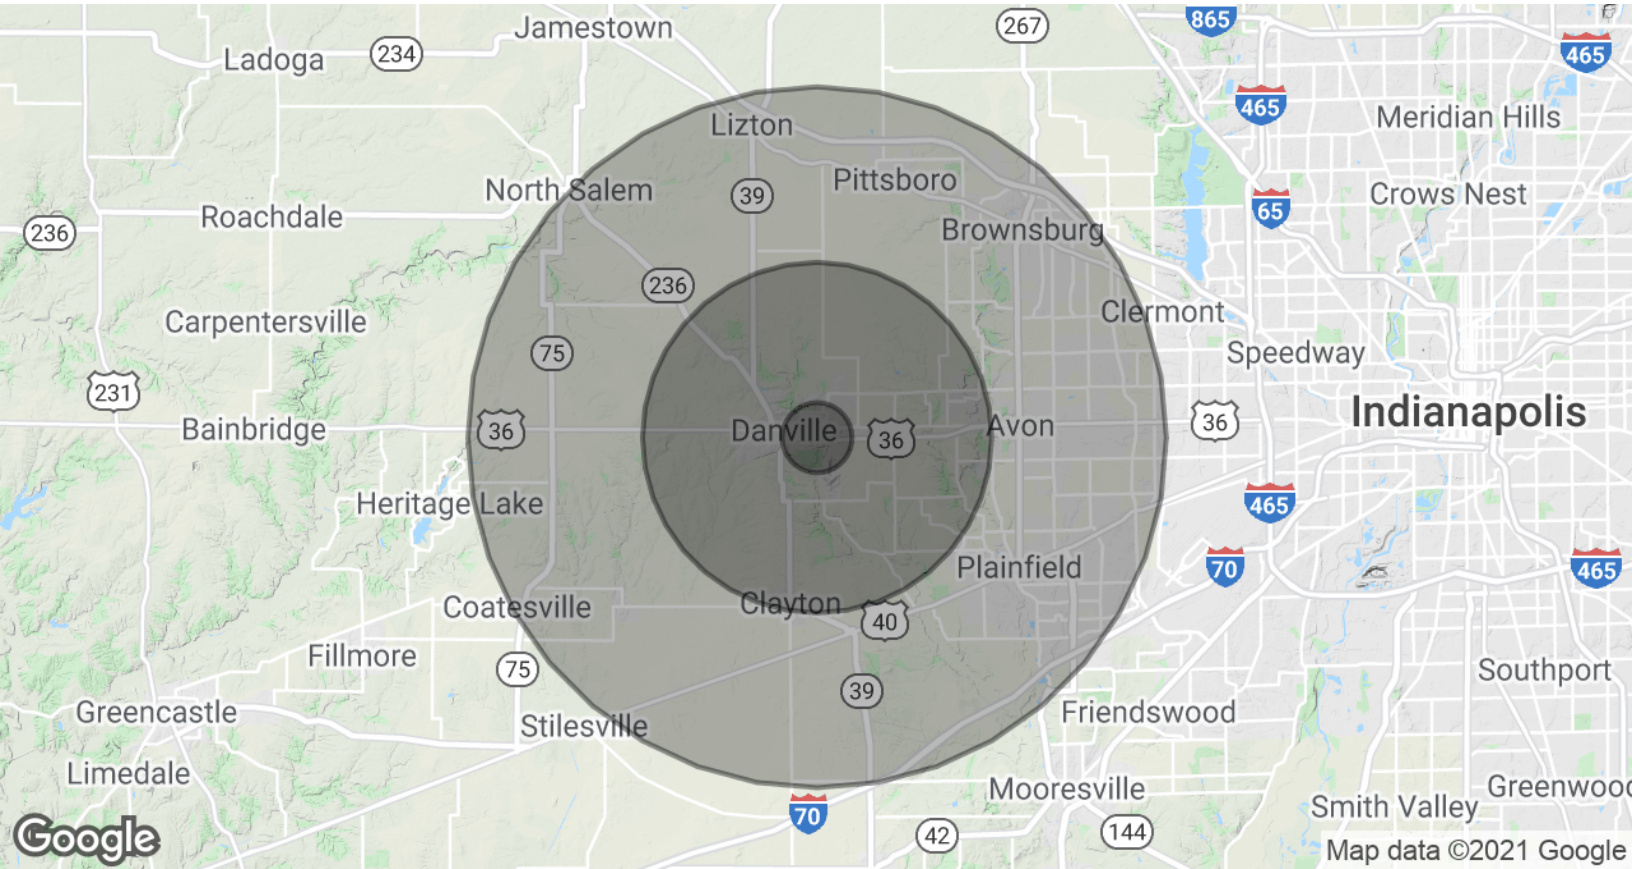 865
Jamestown
267
234
465
Ladoga
465
Meridian Hills
Lizton
Pittsboro
North Salem
39
Crows Nest
65
Roachdale
236
Brownsburg
236
Clermont
Carpentersville
75
Speedway
231
Indianapolis
36
Avon
Bainbridge
36
Danville
36
465
Heritage Lake
70
465
Plainfield
Clayton
Coatesville
40
Fillmore
75
Southport
39
Greencastle
Friendswood
Stilesville
Limedale
Mooresville
Greenwood
Smith Valley
70
42
144
Google
Map data ©2021 Google